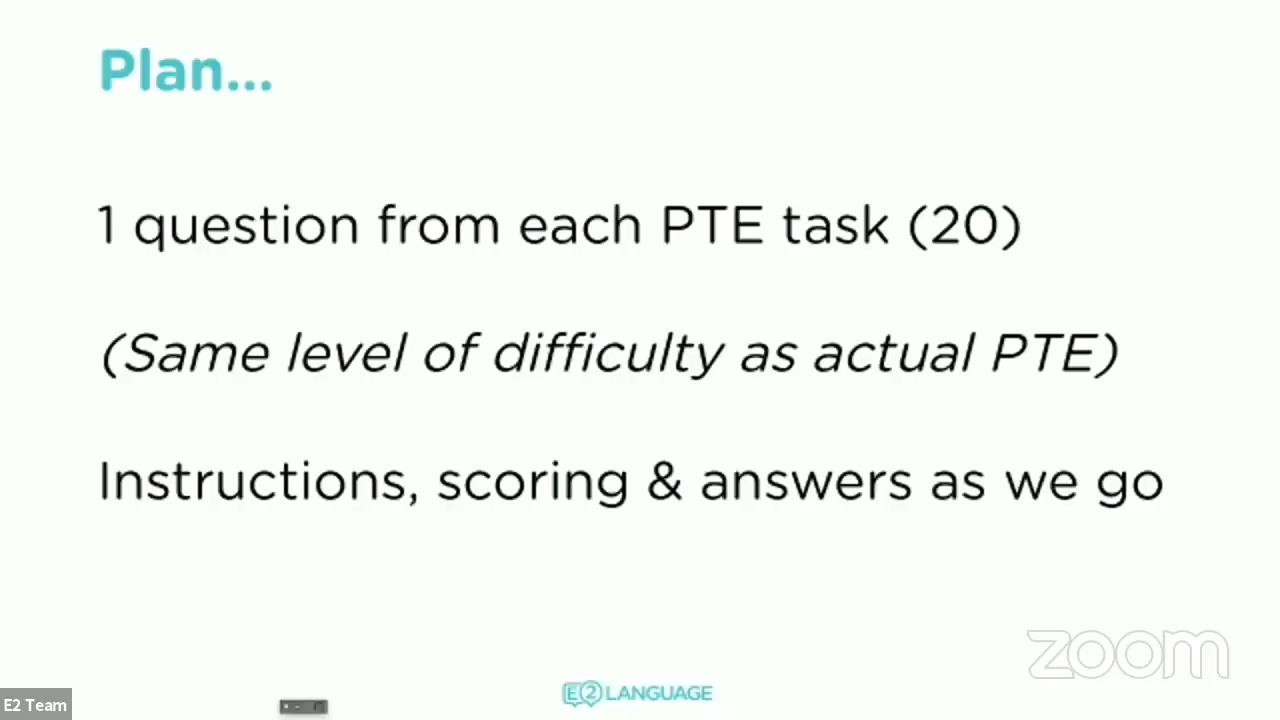 Plan...
1 question from each PTE task (20)
(Same level of difficulty as actual PTE)
Instructions, scoring & answers as we go
zoom
E2 LANGUAGE
E2 Team